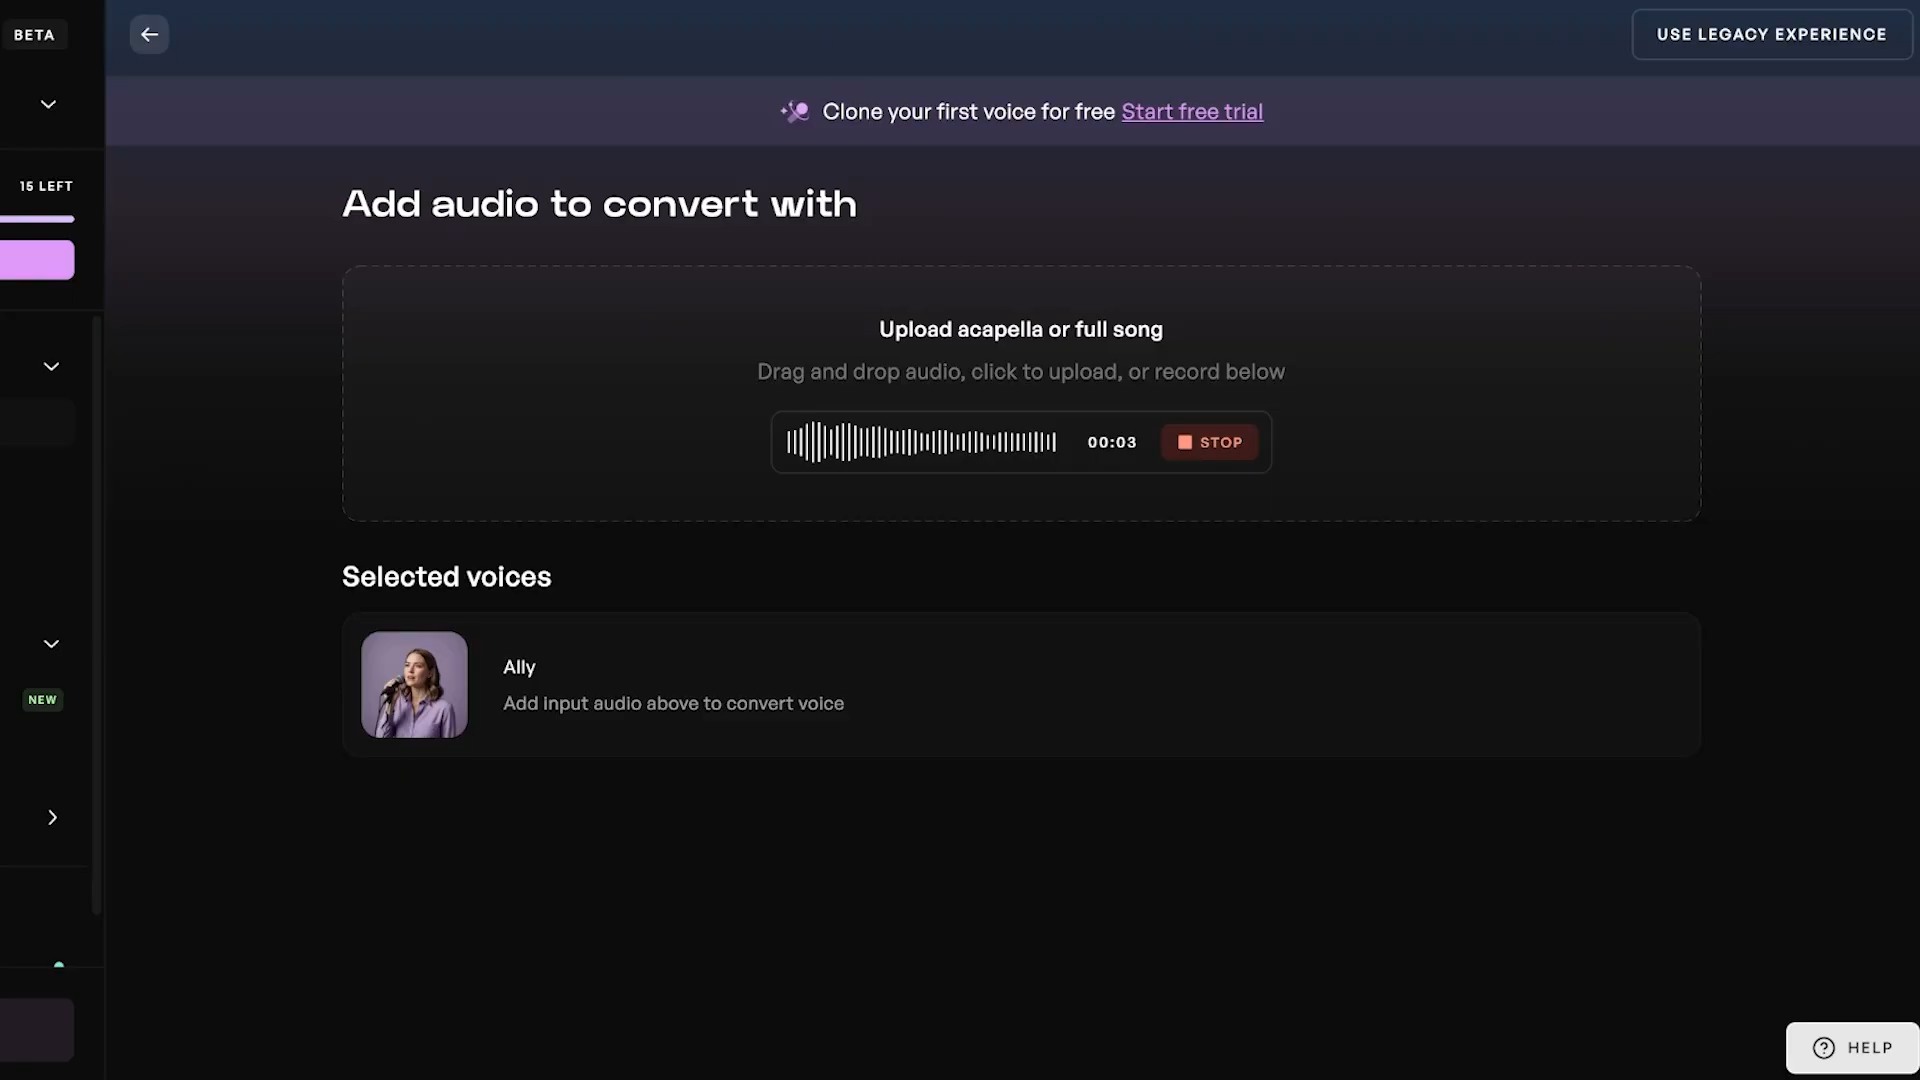 BETA
USE LEGACY EXPERIENCE
Clone your first voice for free Start free trial
15 LEFT
Add audio to convert with
Upload acapella or full song
Drag and drop audio, click to upload, or record below
00:03 STOP
Selected voices
Ally
Add input audio above to convert voice
NEW
HELP